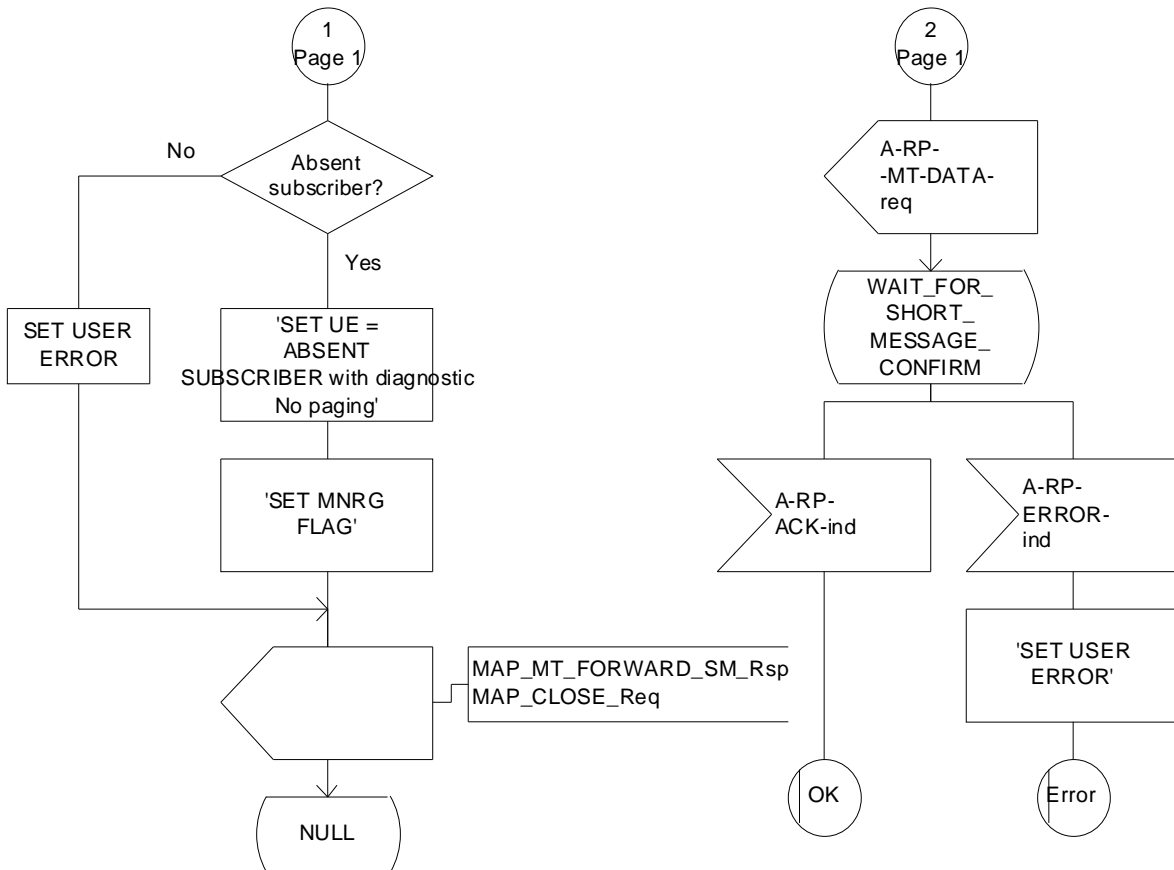 1
Page 1
No
Absent
subscriber?
Yes
SET USER
ERROR
'SET UE =
ABSENT
SUBSCRIBER with diagnostic
No paging'
'SET MNRG
FLAG'
MAP_MT_FORWARD_SM_Rsp
MAP_CLOSE_Req
NULL
2
Page 1
A-RP-
-MT-DATA-
req
WAIT_FOR_
SHORT_
MESSAGE_
CONFIRM
A-RP-
ACK-ind
A-RP-
ERROR-
ind
'SET USER
ERROR'
OK
Error